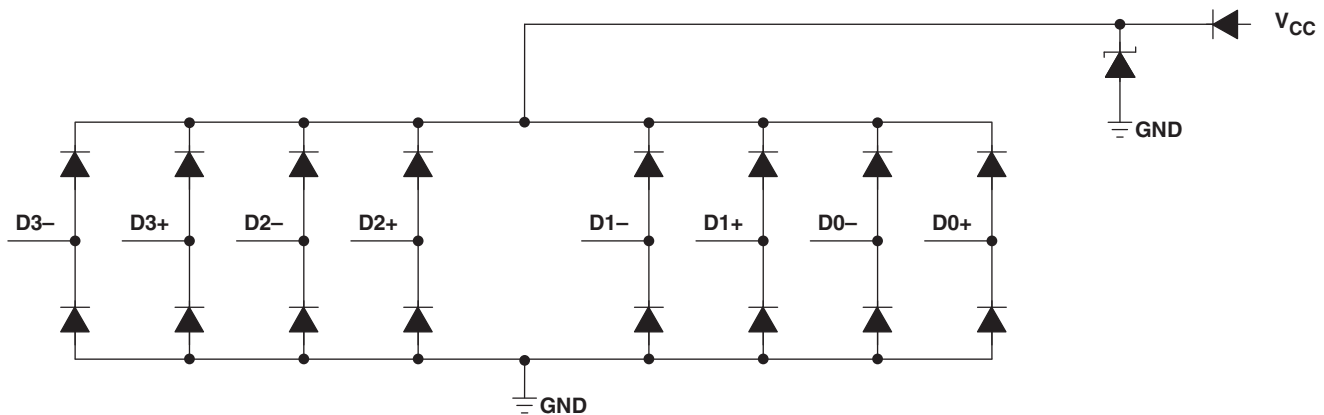 VCC
GND
D3– D3+ D2– D2+ D1– D1+ D0– D0+
GND